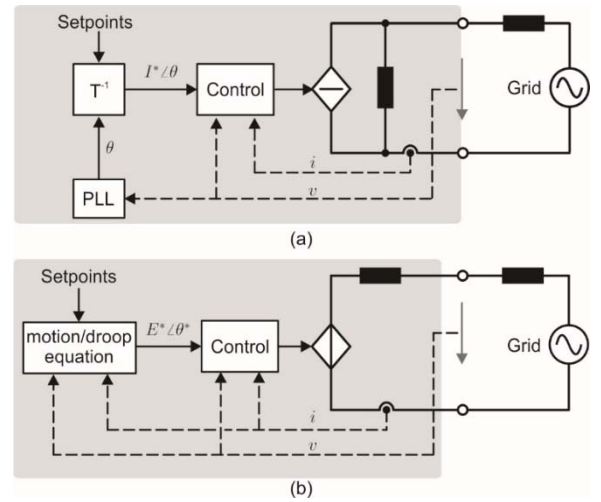 Setpoints
T⁻¹
I*∠θ
Control
Grid
θ
i
v
PLL
(a)
Setpoints
motion/droop
equation
E*∠θ*
Control
Grid
i
v
(b)